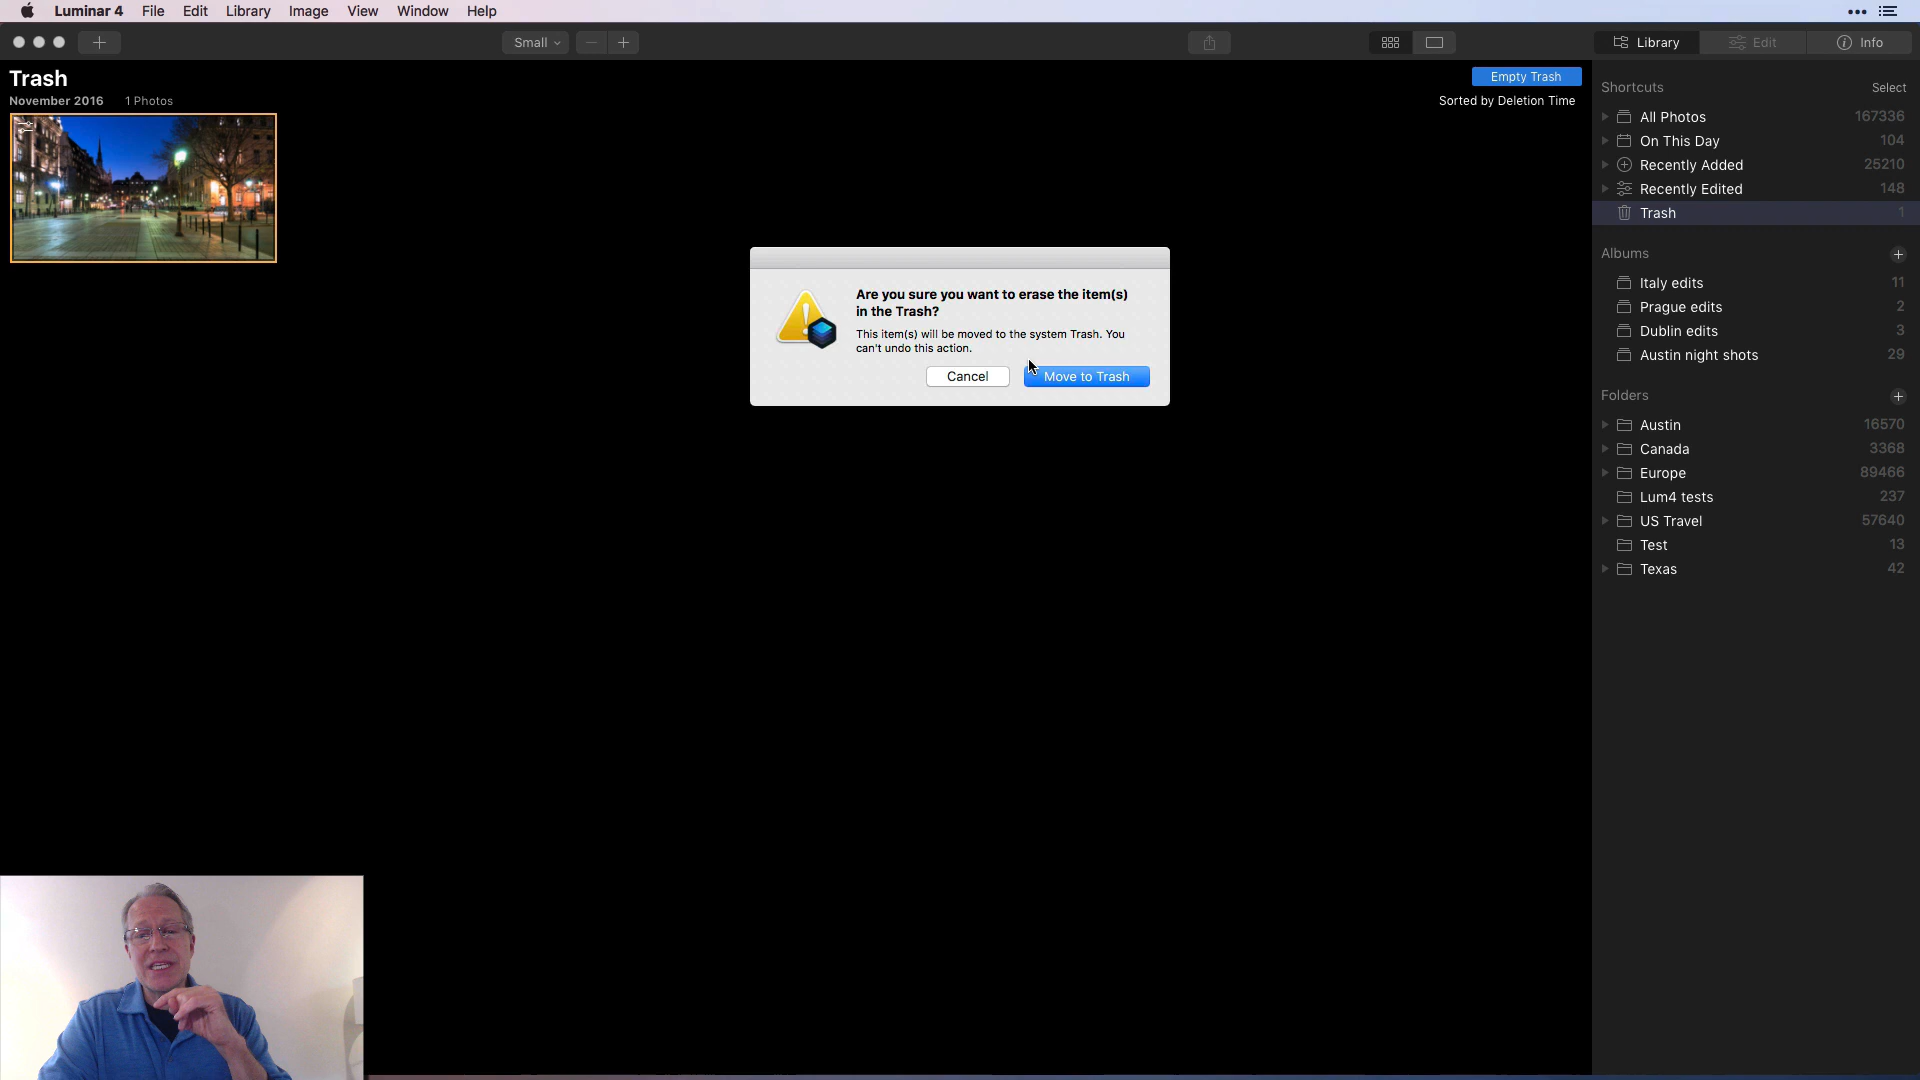 Luminar 4 File Edit Library Image View Window Help
Small
Library Edit Info
Trash
November 2016 1 Photos
Empty Trash
Sorted by Deletion Time
Are you sure you want to erase the item(s)
in the Trash?
This item(s) will be moved to the system Trash. You
can't undo this action.
Cancel Move to Trash
Shortcuts Select
All Photos 167336
On This Day 104
Recently Added 25210
Recently Edited 148
Trash 1
Albums
Italy edits 11
Prague edits 2
Dublin edits 3
Austin night shots 29
Folders
Austin 16570
Canada 3368
Europe 89466
Lum4 tests 237
US Travel 57640
Test 13
Texas 42